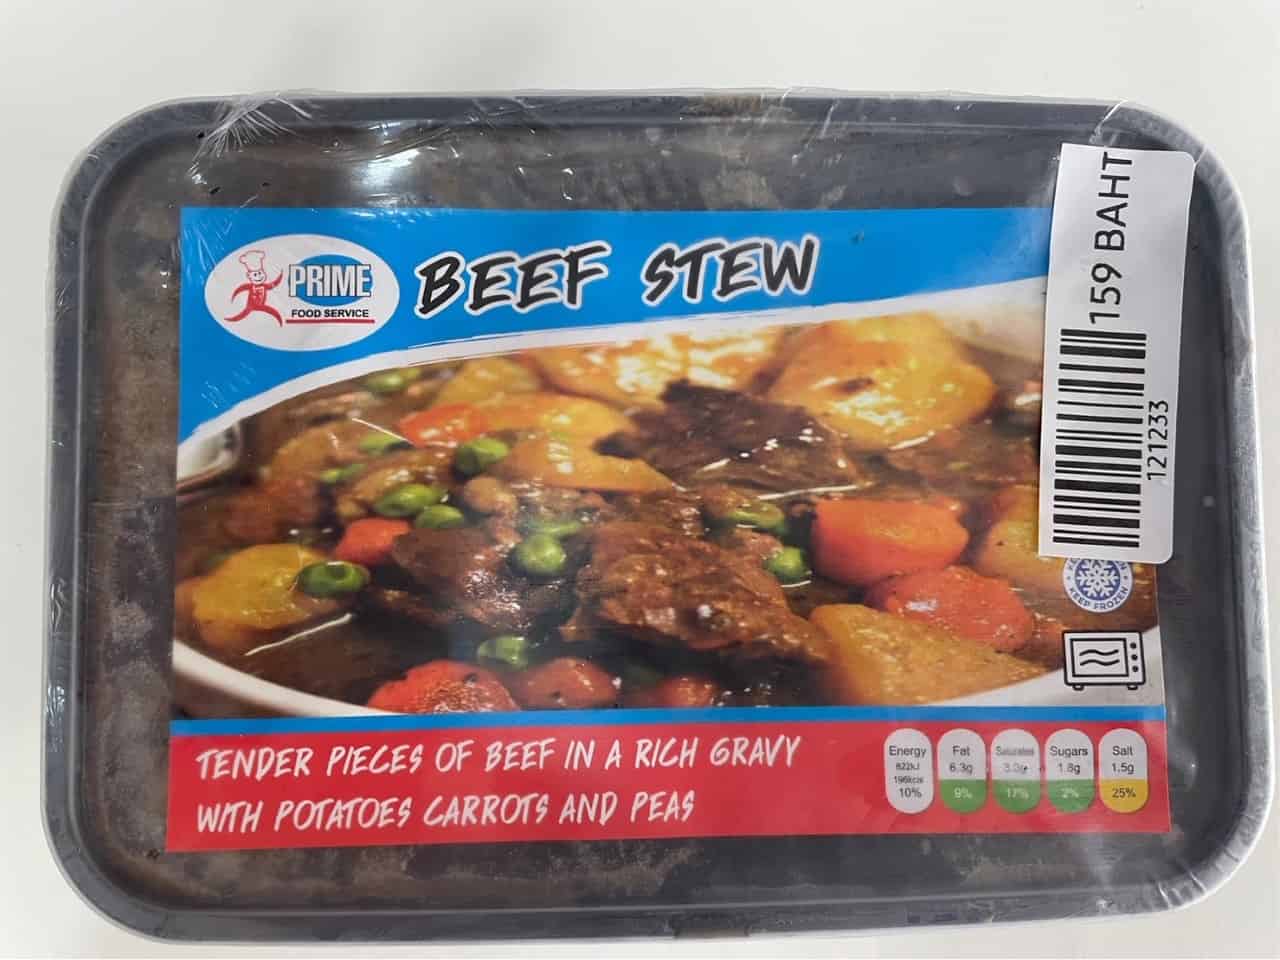 PRIME
FOOD SERVICE
BEEF STEW
159 BAHT
121233
KEEP FROZEN
TENDER PIECES OF BEEF IN A RICH GRAVY
WITH POTATOES CARROTS AND PEAS
Energy
822kJ
196kcal
10%
Fat
6.3g
9%
Saturates
3.3g
17%
Sugars
1.8g
2%
Salt
1.5g
25%